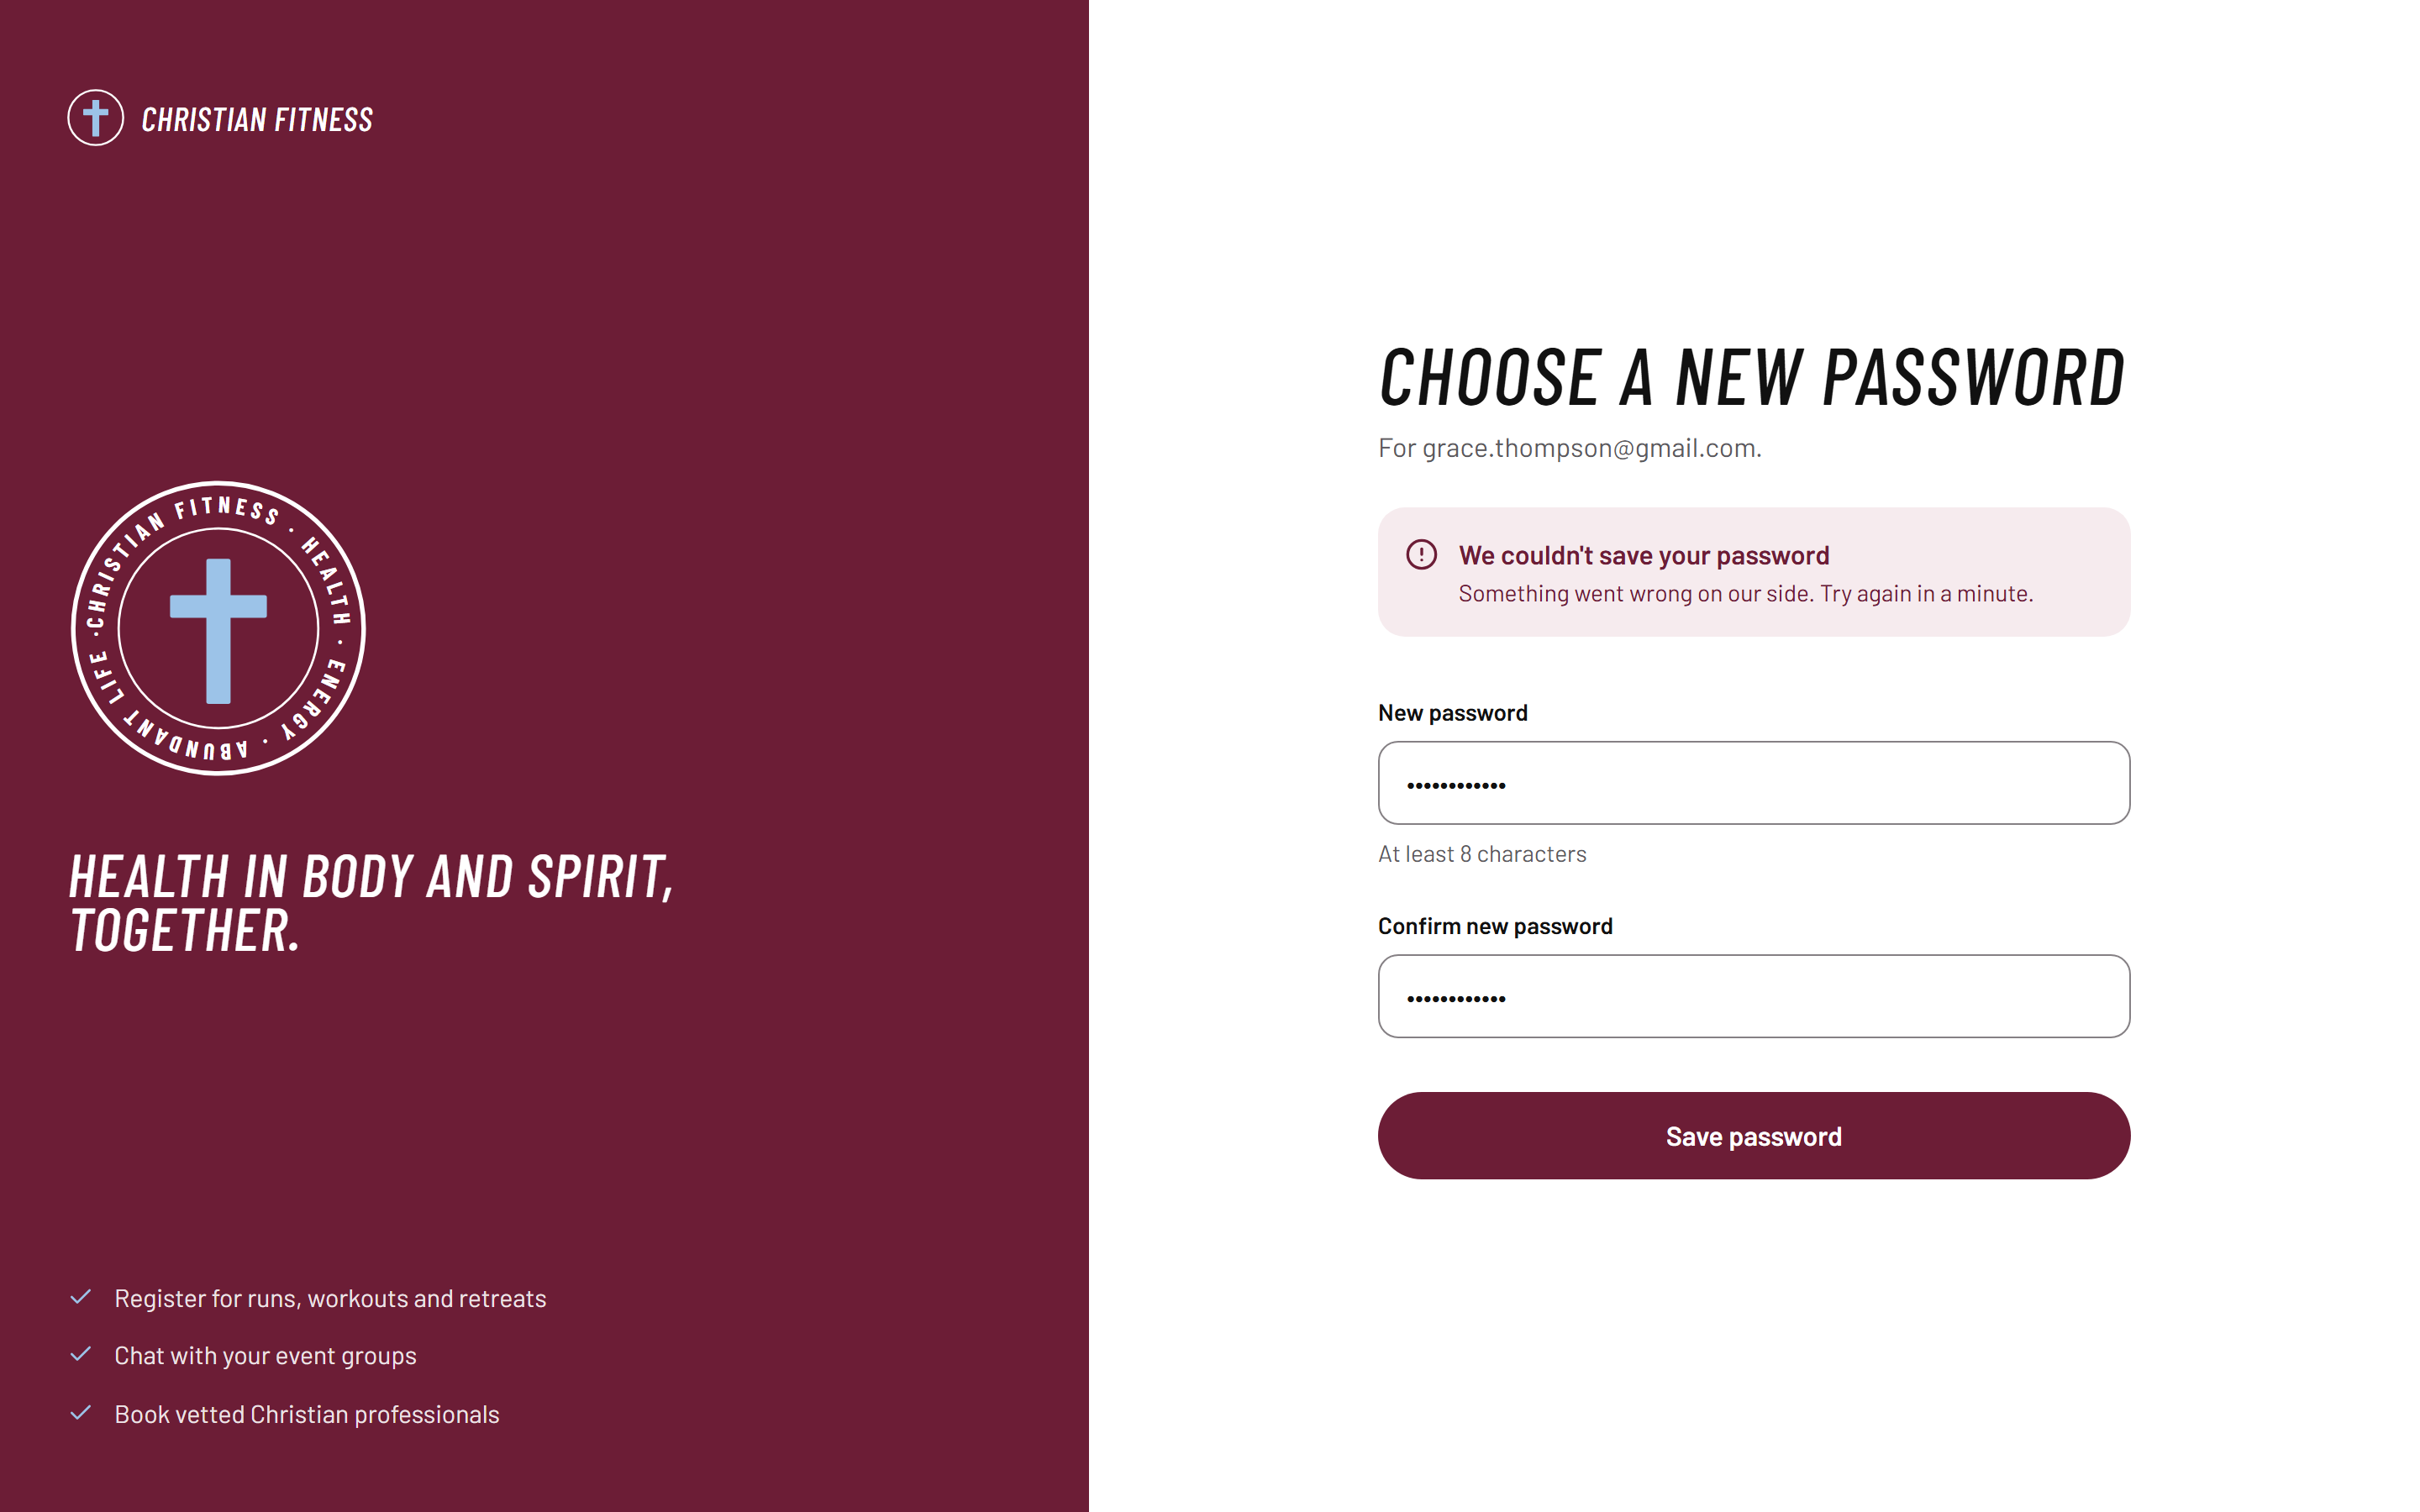 CHRISTIAN FITNESS
CHRISTIAN FITNESS · HEALTH · ENERGY · ABUNDANT LIFE ·
HEALTH IN BODY AND SPIRIT,
TOGETHER.
Register for runs, workouts and retreats
Chat with your event groups
Book vetted Christian professionals
CHOOSE A NEW PASSWORD
For grace.thompson@gmail.com.
We couldn't save your password
Something went wrong on our side. Try again in a minute.
New password
••••••••••••
At least 8 characters
Confirm new password
••••••••••••
Save password